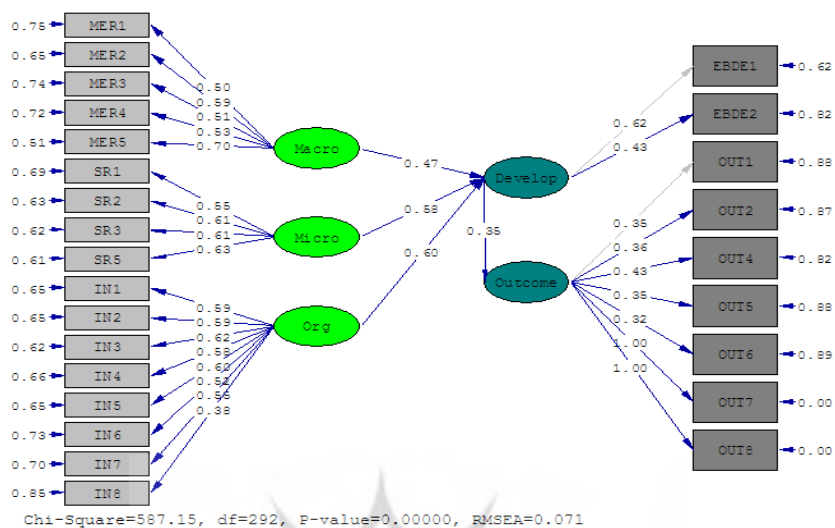 0.75 MER1
0.65 MER2
0.74 MER3
0.72 MER4
0.51 MER5
0.69 SR1
0.63 SR2
0.62 SR3
0.61 SR5
0.65 IN1
0.65 IN2
0.62 IN3
0.66 IN4
0.65 IN5
0.73 IN6
0.70 IN7
0.85 IN8
0.50
0.59
0.51
0.53
0.70
0.55
0.61
0.61
0.63
0.59
0.59
0.62
0.58
0.60
0.52
0.55
0.38
Macro
Micro
Org
0.47
0.58
0.60
Develop
0.35
Outcome
0.62
0.43
0.35
0.36
0.43
0.35
0.32
1.00
1.00
EBDE1 0.62
EBDE2 0.82
OUT1 0.88
OUT2 0.87
OUT4 0.82
OUT5 0.88
OUT6 0.89
OUT7 0.00
OUT8 0.00
Chi-Square=587.15, df=292, P-value=0.00000, RMSEA=0.071